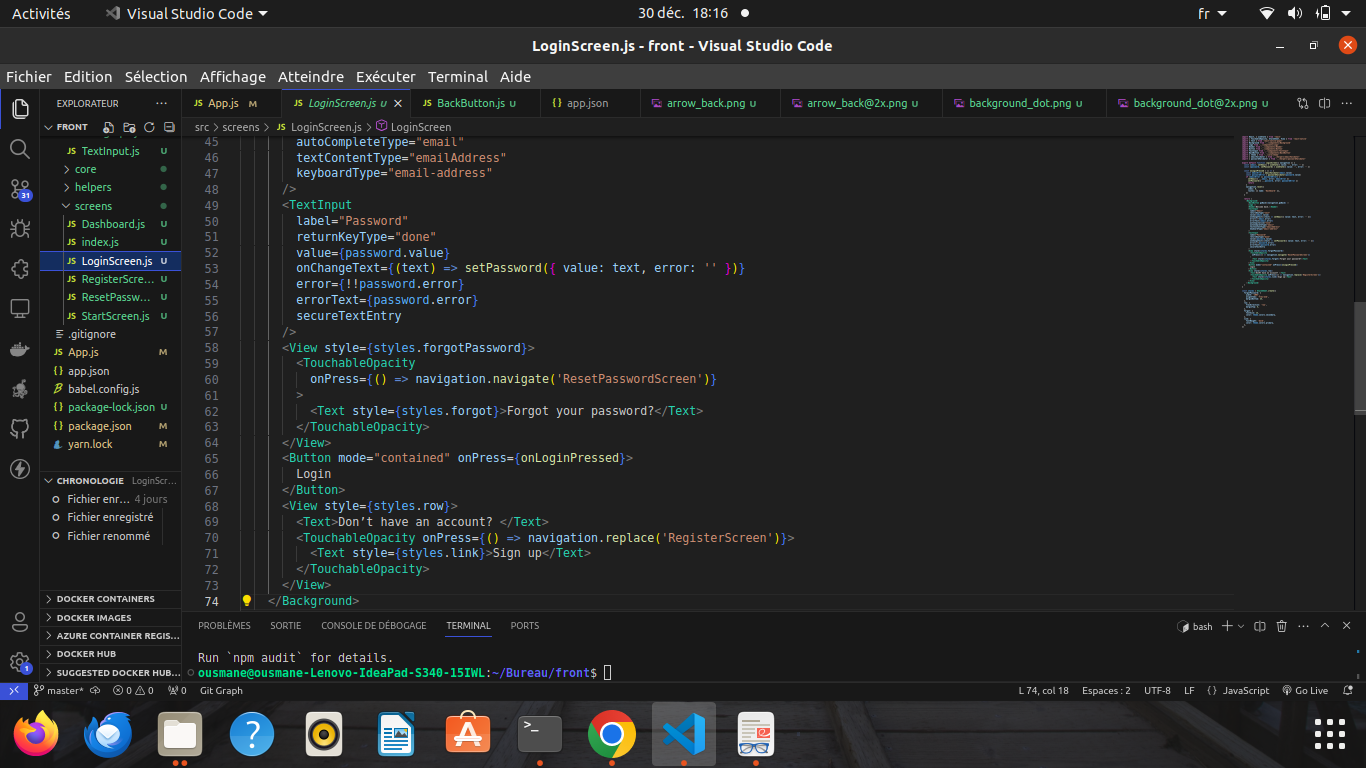 Activités
Visual Studio Code
30 déc. 18:16
fr
LoginScreen.js - front - Visual Studio Code
Fichier Edition Sélection Affichage Atteindre Exécuter Terminal Aide
EXPLORATEUR
JS App.js M
JS LoginScreen.js U
JS BackButton.js U
{} app.json
arrow_back.png U
arrow_back@2x.png U
background_dot.png U
background_dot@2x.png U
FRONT
src > screens > JS LoginScreen.js > LoginScreen
JS TextInput.js U
core
helpers
screens
JS Dashboard.js U
JS index.js U
JS LoginScreen.js U
JS RegisterScre... U
JS ResetPassw... U
JS StartScreen.js U
.gitignore
JS App.js M
{} app.json
babel.config.js
{} package-lock.json U
{} package.json M
yarn.lock M
31
CHRONOLOGIE LoginScr...
Fichier enr... 4 jours
Fichier enregistré
Fichier renommé
DOCKER CONTAINERS
DOCKER IMAGES
AZURE CONTAINER REGIS...
DOCKER HUB
SUGGESTED DOCKER HUB...
1
45 autoCompleteType="email"
46 textContentType="emailAddress"
47 keyboardType="email-address"
48 />
49 <TextInput
50 label="Password"
51 returnKeyType="done"
52 value={password.value}
53 onChangeText={(text) => setPassword({ value: text, error: '' })}
54 error={!!password.error}
55 errorText={password.error}
56 secureTextEntry
57 />
58 <View style={styles.forgotPassword}>
59 <TouchableOpacity
60 onPress={() => navigation.navigate('ResetPasswordScreen')}
61 >
62 <Text style={styles.forgot}>Forgot your password?</Text>
63 </TouchableOpacity>
64 </View>
65 <Button mode="contained" onPress={onLoginPressed}>
66 Login
67 </Button>
68 <View style={styles.row}>
69 <Text>Don’t have an account? </Text>
70 <TouchableOpacity onPress={() => navigation.replace('RegisterScreen')}>
71 <Text style={styles.link}>Sign up</Text>
72 </TouchableOpacity>
73 </View>
74 </Background>
PROBLÈMES SORTIE CONSOLE DE DÉBOGAGE TERMINAL PORTS
bash
Run `npm audit` for details.
ousmane@ousmane-Lenovo-IdeaPad-S340-15IWL:~/Bureau/front$
master* 0 0 0 Git Graph
L 74, col 18 Espaces : 2 UTF-8 LF {} JavaScript Go Live